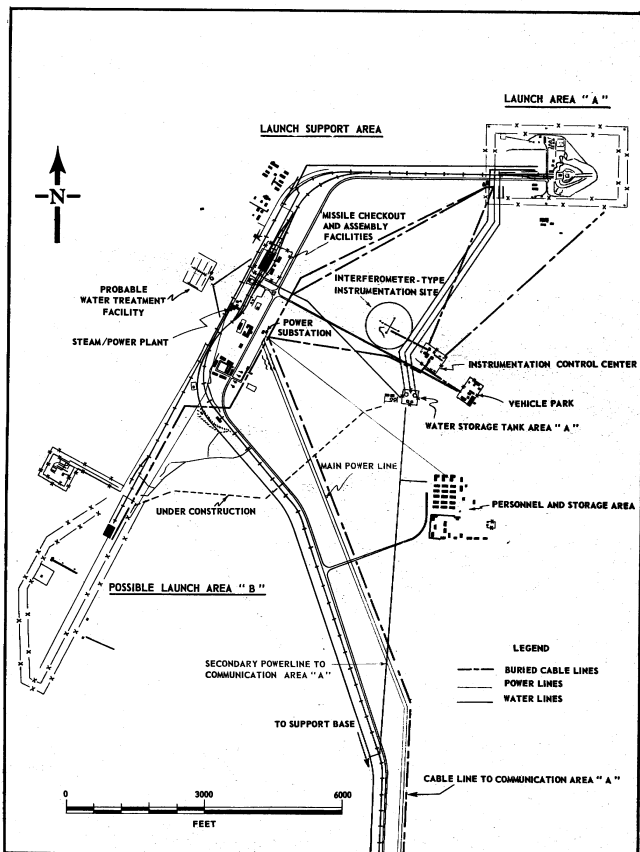 LAUNCH AREA "A"
LAUNCH SUPPORT AREA
N
MISSILE CHECKOUT
AND ASSEMBLY
FACILITIES
INTERFEROMETER-TYPE
INSTRUMENTATION SITE
PROBABLE
WATER TREATMENT
FACILITY
STEAM/POWER PLANT
POWER
SUBSTATION
INSTRUMENTATION CONTROL CENTER
VEHICLE PARK
WATER STORAGE TANK AREA "A"
MAIN POWER LINE
UNDER CONSTRUCTION
PERSONNEL AND STORAGE AREA
POSSIBLE LAUNCH AREA "B"
SECONDARY POWERLINE TO
COMMUNICATION AREA "A"
LEGEND
BURIED CABLE LINES
POWER LINES
WATER LINES
TO SUPPORT BASE
CABLE LINE TO COMMUNICATION AREA "A"
0 3000 6000
FEET